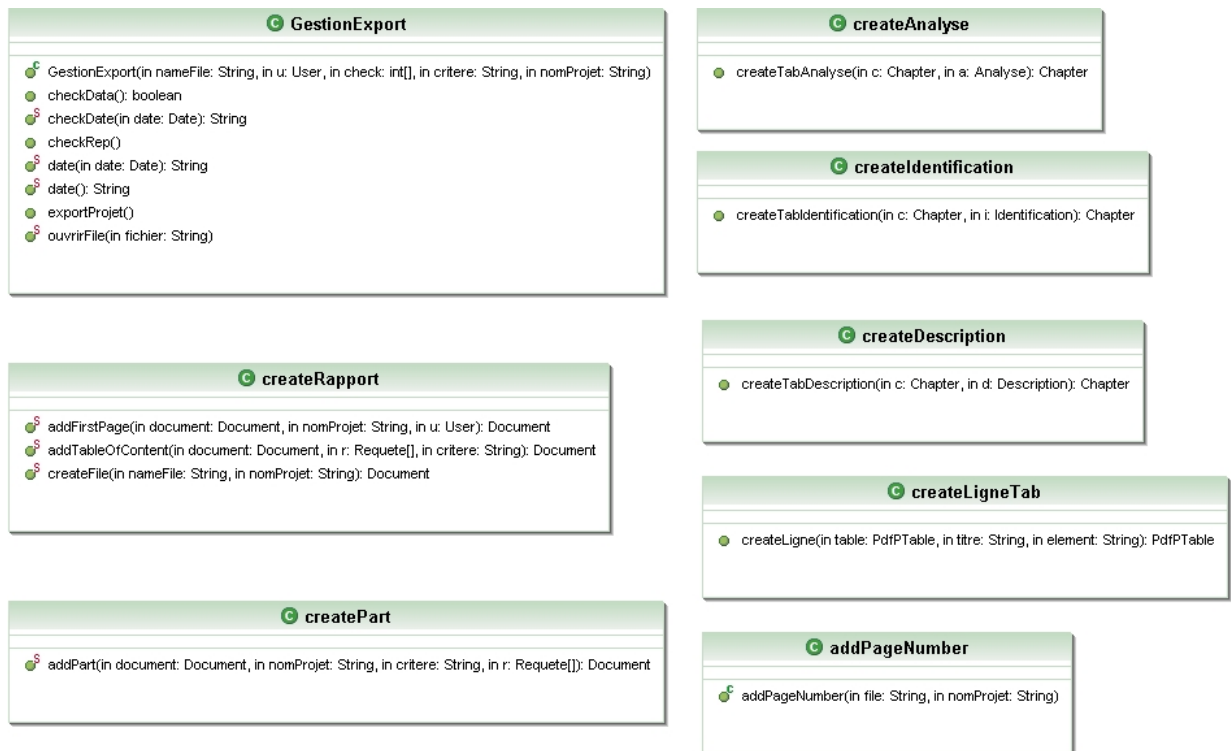 GestionExport
GestionExport(in nameFile: String, in u: User, in check: int[], in critere: String, in nomProjet: String)
checkData(): boolean
checkDate(in date: Date): String
checkRep()
date(in date: Date): String
date(): String
exportProjet()
ouvrirFile(in fichier: String)
createRapport
addFirstPage(in document: Document, in nomProjet: String, in u: User): Document
addTableOfContent(in document: Document, in r: Requete[], in critere: String): Document
createFile(in nameFile: String, in nomProjet: String): Document
createPart
addPart(in document: Document, in nomProjet: String, in critere: String, in r: Requete[]): Document
createAnalyse
createTabAnalyse(in c: Chapter, in a: Analyse): Chapter
createIdentification
createTabIdentification(in c: Chapter, in i: Identification): Chapter
createDescription
createTabDescription(in c: Chapter, in d: Description): Chapter
createLigneTab
createLigne(in table: PdfPTable, in titre: String, in element: String): PdfPTable
addPageNumber
addPageNumber(in file: String, in nomProjet: String)